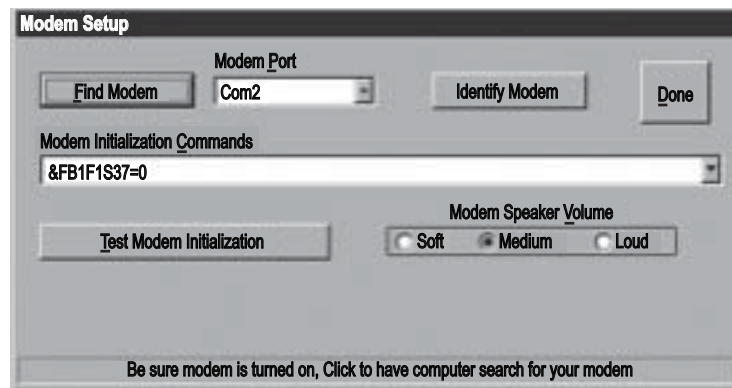 Modem Setup
Modem Port
Find Modem
Com2
Identify Modem
Done
Modem Initialization Commands
&FB1F1S37=0
Modem Speaker Volume
Test Modem Initialization
Soft
Medium
Loud
Be sure modem is turned on, Click to have computer search for your modem